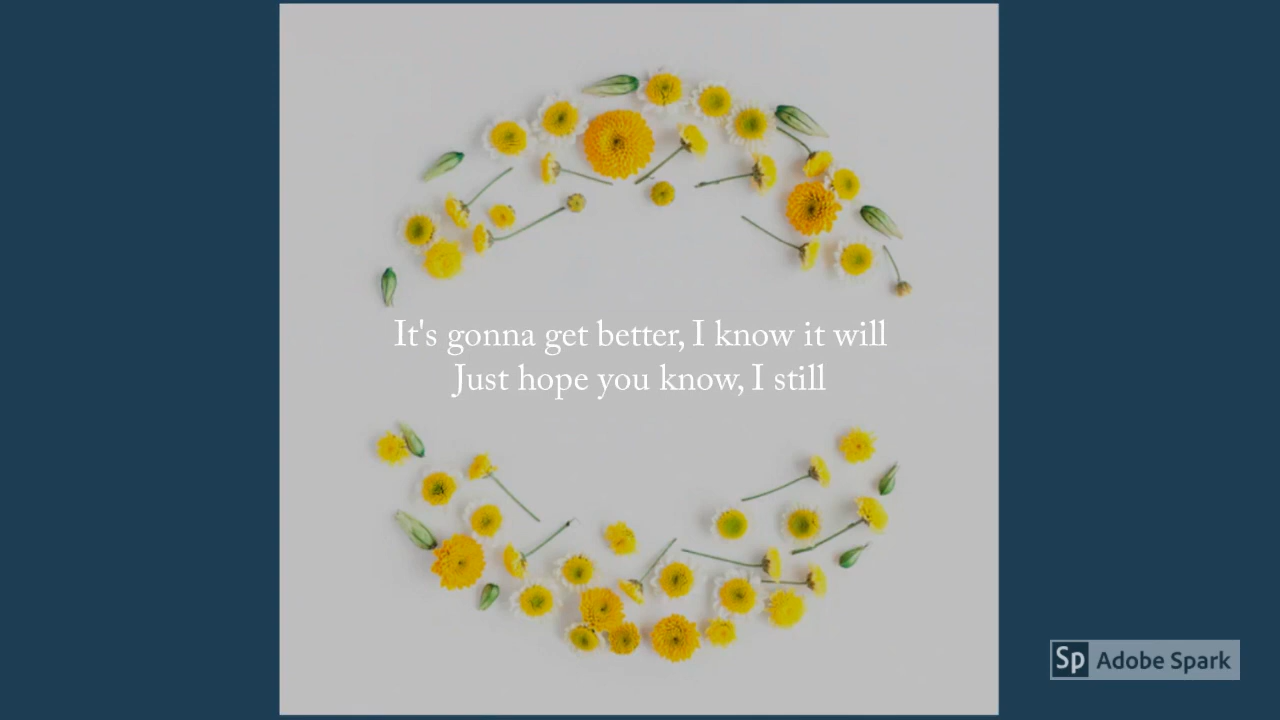 It's gonna get better, I know it will
Just hope you know, I still
Sp Adobe Spark